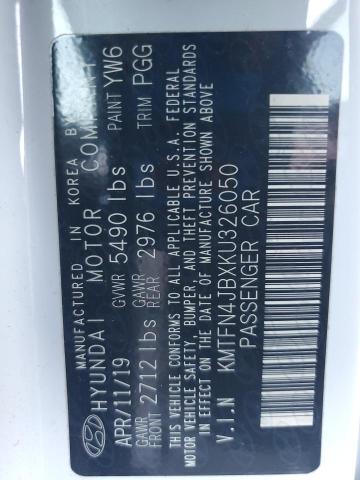 MANUFACTURED IN KOREA BY
HYUNDAI MOTOR COMPANY
APR/11/19 GVWR 5490 lbs PAINT YW6
GAWR FRONT 2712 lbs GAWR REAR 2976 lbs TRIM PGG
THIS VEHICLE CONFORMS TO ALL APPLICABLE U.S.A. FEDERAL
MOTOR VEHICLE SAFETY, BUMPER, AND THEFT PREVENTION STANDARDS
IN EFFECT ON THE DATE OF MANUFACTURE SHOWN ABOVE
V.I.N KMTFN4JBXKU326050
PASSENGER CAR